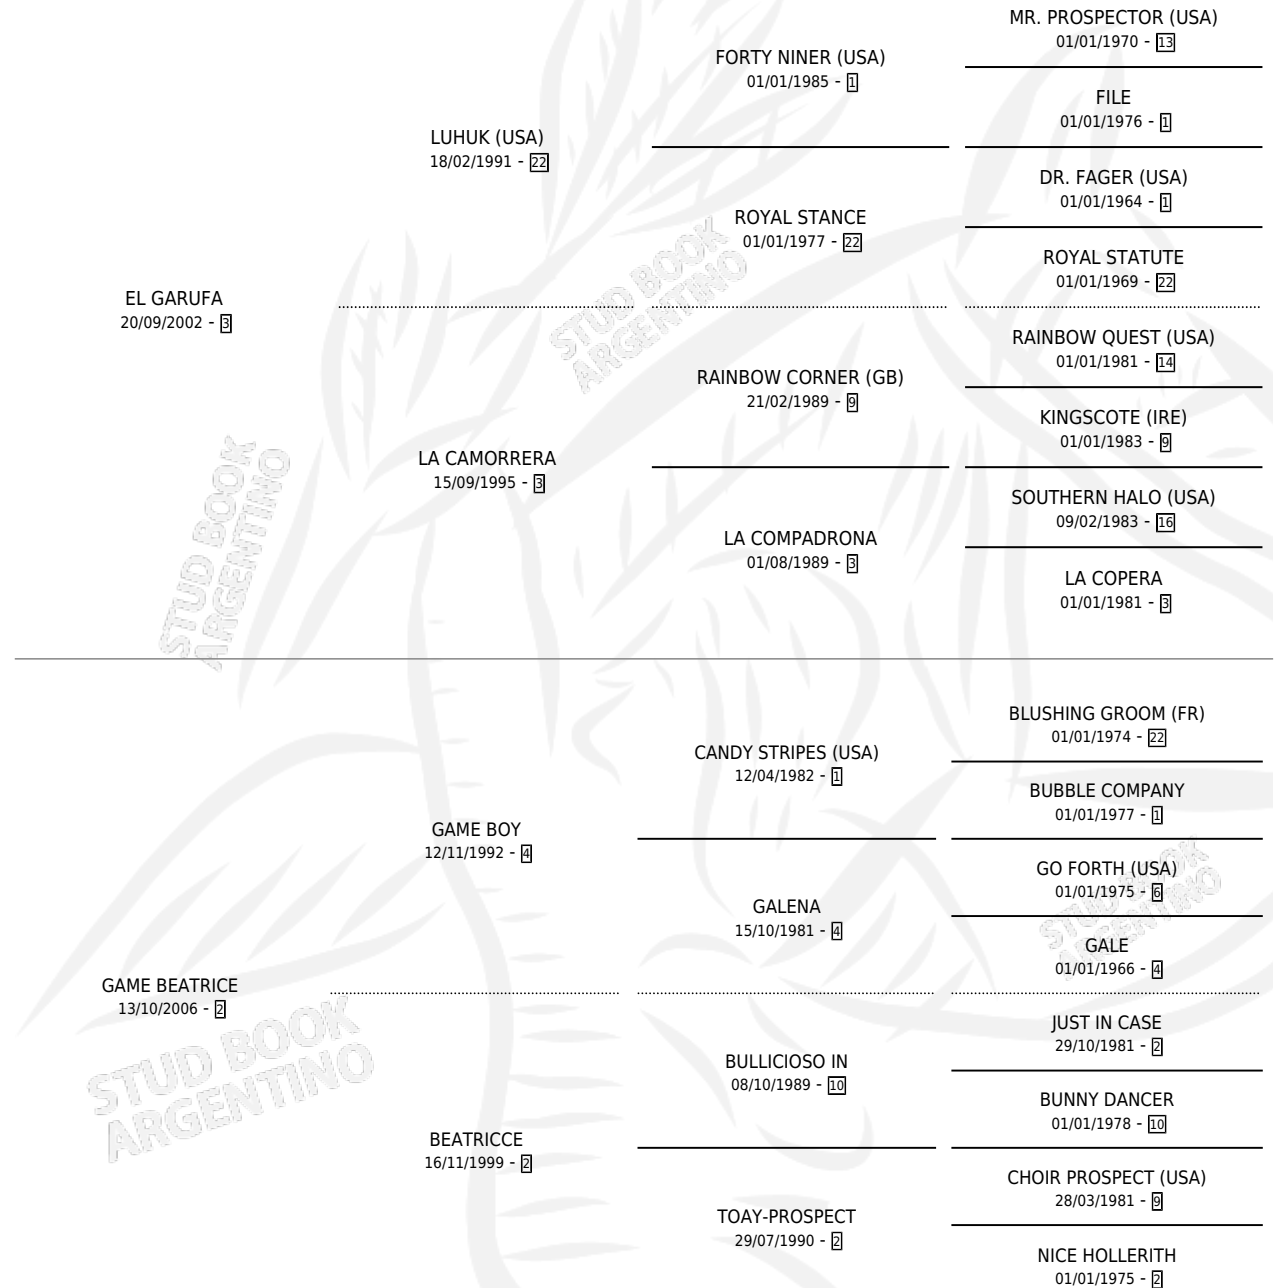 MR. PROSPECTOR (USA)
01/01/1970 - 13
FORTY NINER (USA)
01/01/1985 - 1
FILE
01/01/1976 - 1
LUHUK (USA)
18/02/1991 - 22
DR. FAGER (USA)
01/01/1964 - 1
ROYAL STANCE
01/01/1977 - 22
ROYAL STATUTE
01/01/1969 - 22
EL GARUFA
20/09/2002 - 3
RAINBOW QUEST (USA)
01/01/1981 - 14
RAINBOW CORNER (GB)
21/02/1989 - 9
KINGSCOTE (IRE)
01/01/1983 - 9
LA CAMORRERA
15/09/1995 - 3
SOUTHERN HALO (USA)
09/02/1983 - 16
LA COMPADRONA
01/08/1989 - 3
LA COPERA
01/01/1981 - 3
STUD BOOK
ARGENTINO
STUD BOOK
ARGENTINO
BLUSHING GROOM (FR)
01/01/1974 - 22
CANDY STRIPES (USA)
12/04/1982 - 1
BUBBLE COMPANY
01/01/1977 - 1
GAME BOY
12/11/1992 - 4
GO FORTH (USA)
01/01/1975 - 6
GALENA
15/10/1981 - 4
GALE
01/01/1966 - 4
GAME BEATRICE
13/10/2006 - 2
JUST IN CASE
29/10/1981 - 2
BULLICIOSO IN
08/10/1989 - 10
BUNNY DANCER
01/01/1978 - 10
BEATRICCE
16/11/1999 - 2
CHOIR PROSPECT (USA)
28/03/1981 - 9
TOAY-PROSPECT
29/07/1990 - 2
NICE HOLLERITH
01/01/1975 - 2
STUD BOOK
ARGENTINO
STUD BOOK
ARGENTINO